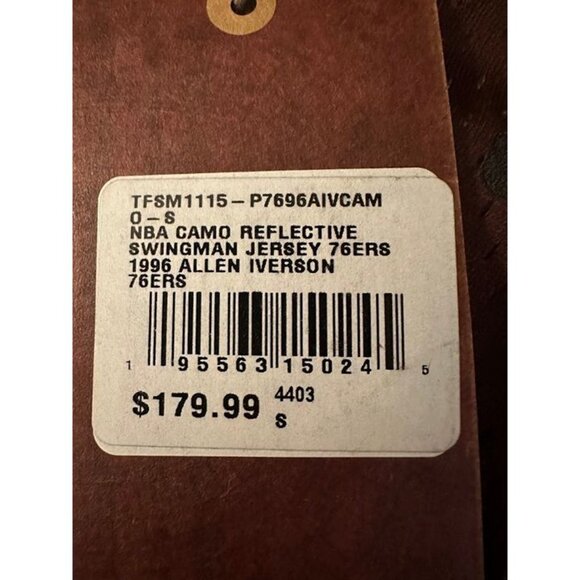 TFSM1115-P7696AIVCAM
O-S
NBA CAMO REFLECTIVE
SWINGMAN JERSEY 76ERS
1996 ALLEN IVERSON
76ERS
1 95563 15024 5
$179.99 4403
S